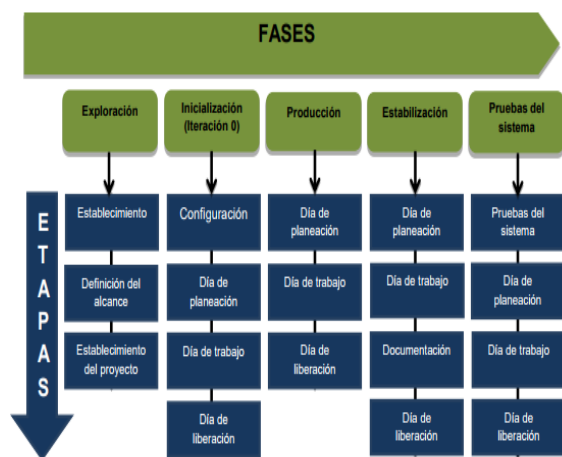 FASES
Exploración
Inicialización
(Iteración 0)
Producción
Estabilización
Pruebas del
sistema
E
T
A
P
A
S
Establecimiento
Configuración
Día de
planeación
Día de
planeación
Pruebas del
sistema
Definición del
alcance
Día de
planeación
Día de trabajo
Día de trabajo
Día de
planeación
Establecimiento
del proyecto
Día de trabajo
Día de
liberación
Documentación
Día de trabajo
Día de
liberación
Día de
liberación
Día de
liberación